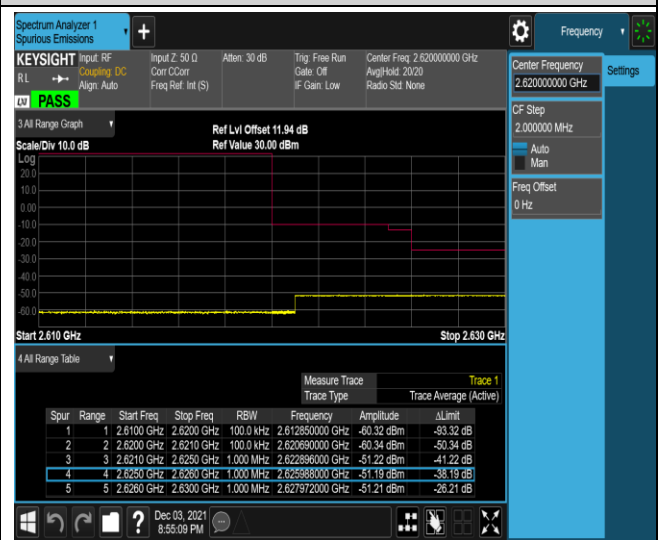 Spectrum Analyzer 1
Spurious Emissions
Frequency
KEYSIGHT Input: RF Input Z: 50 Ω Atten: 30 dB Trig: Free Run Center Freq: 2.620000000 GHz
RL Coupling: DC Corr CCorr Gate: Off Avg|Hold: 20/20
Align: Auto Freq Ref: Int (S) IF Gain: Low Radio Std: None
PASS
Center Frequency
2.620000000 GHz
Settings
CF Step
2.000000 MHz
Auto
Man
Freq Offset
0 Hz
3 All Range Graph
Ref Lvl Offset 11.94 dB
Scale/Div 10.0 dB Ref Value 30.00 dBm
Log
20.0
10.0
0.00
-10.0
-20.0
-30.0
-40.0
-50.0
-60.0
Start 2.610 GHz Stop 2.630 GHz
4 All Range Table
Measure Trace Trace 1
Trace Type Trace Average (Active)
Spur Range Start Freq Stop Freq RBW Frequency Amplitude ΔLimit
1 1 2.6100 GHz 2.6200 GHz 100.0 kHz 2.612850000 GHz -60.32 dBm -93.32 dB
2 2 2.6200 GHz 2.6210 GHz 100.0 kHz 2.620690000 GHz -60.34 dBm -50.34 dB
3 3 2.6210 GHz 2.6250 GHz 1.000 MHz 2.622896000 GHz -51.22 dBm -41.22 dB
4 4 2.6250 GHz 2.6260 GHz 1.000 MHz 2.625988000 GHz -51.19 dBm -38.19 dB
5 5 2.6260 GHz 2.6300 GHz 1.000 MHz 2.627972000 GHz -51.21 dBm -26.21 dB
Dec 03, 2021
8:55:09 PM